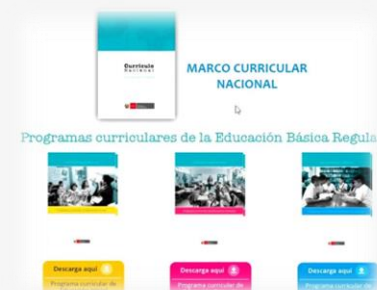 Currículo
Nacional
MARCO CURRICULAR
NACIONAL
Programas curriculares de la Educación Básica Regula
Descarga aquí
Descarga aquí
Descarga aquí
Programa curricular de
Programa curricular de
Programa curricular de